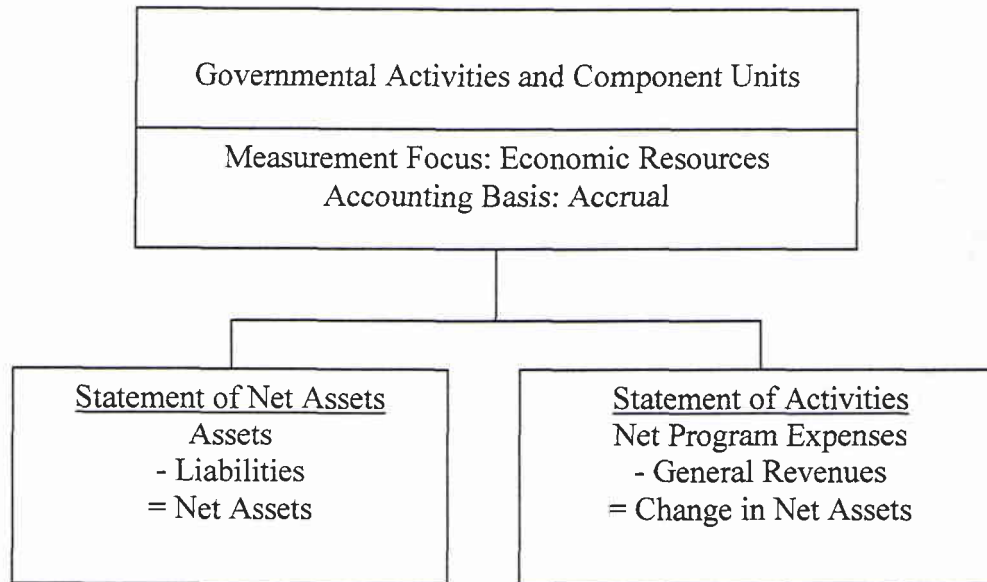 Governmental Activities and Component Units
Measurement Focus: Economic Resources
Accounting Basis: Accrual
Statement of Net Assets
Assets
- Liabilities
= Net Assets
Statement of Activities
Net Program Expenses
- General Revenues
= Change in Net Assets